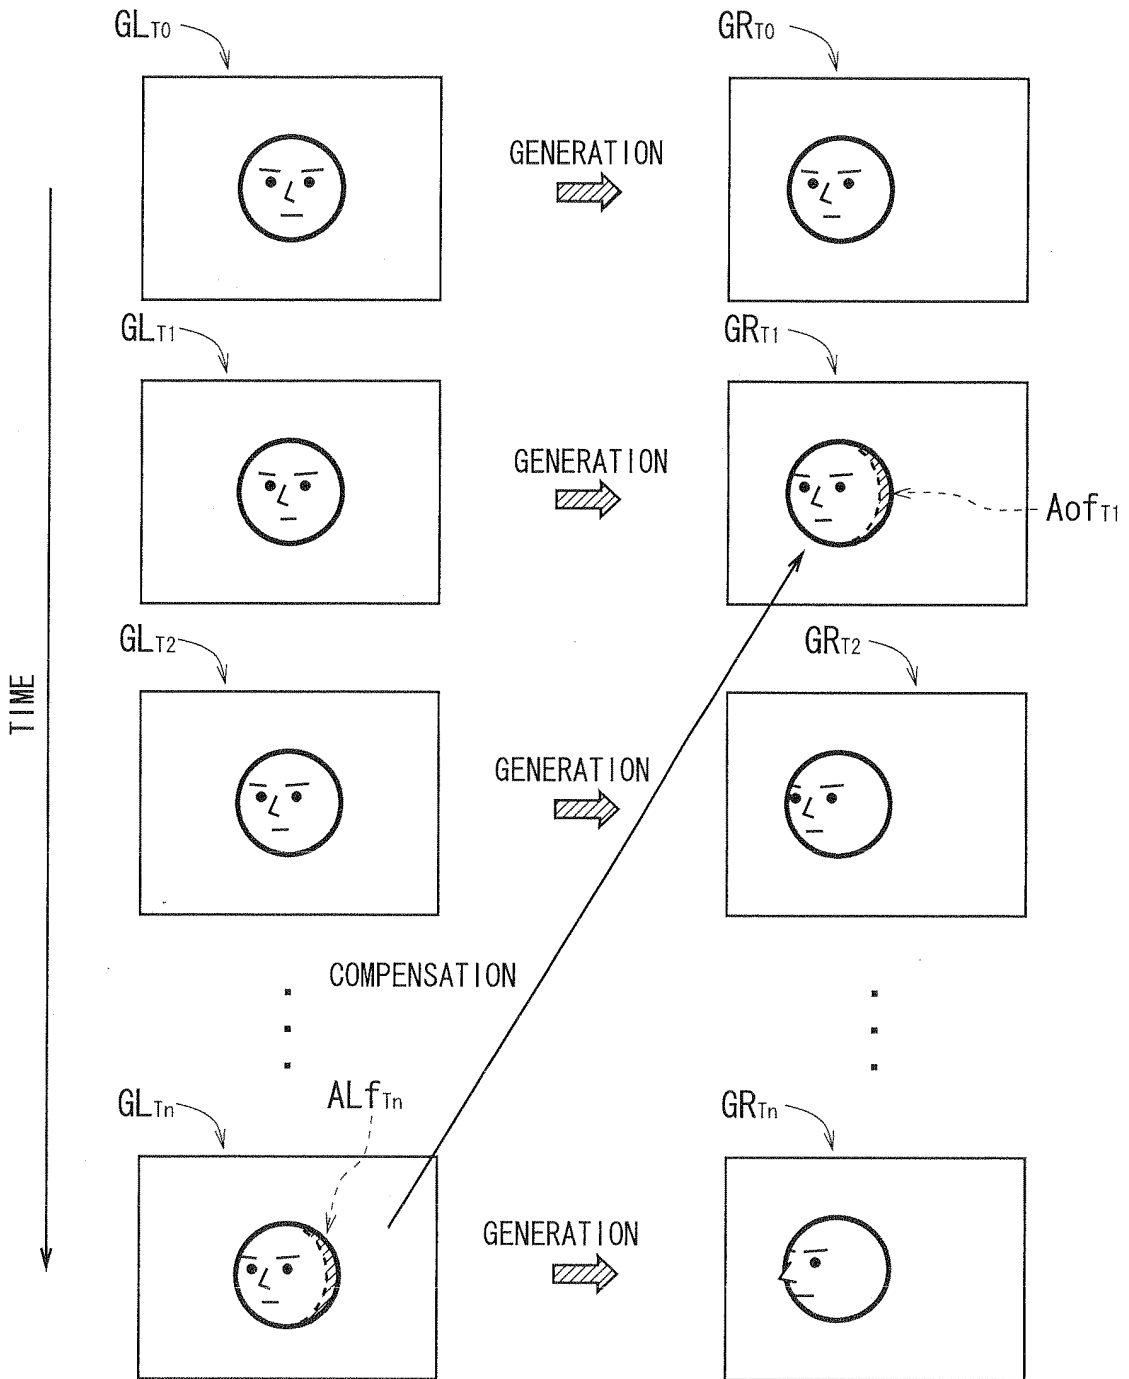 GLT0
GRT0
GENERATION
GLT1
GRT1
GENERATION
AofT1
GLT2
GRT2
TIME
GENERATION
COMPENSATION
GLTn
ALfTn
GRTn
GENERATION